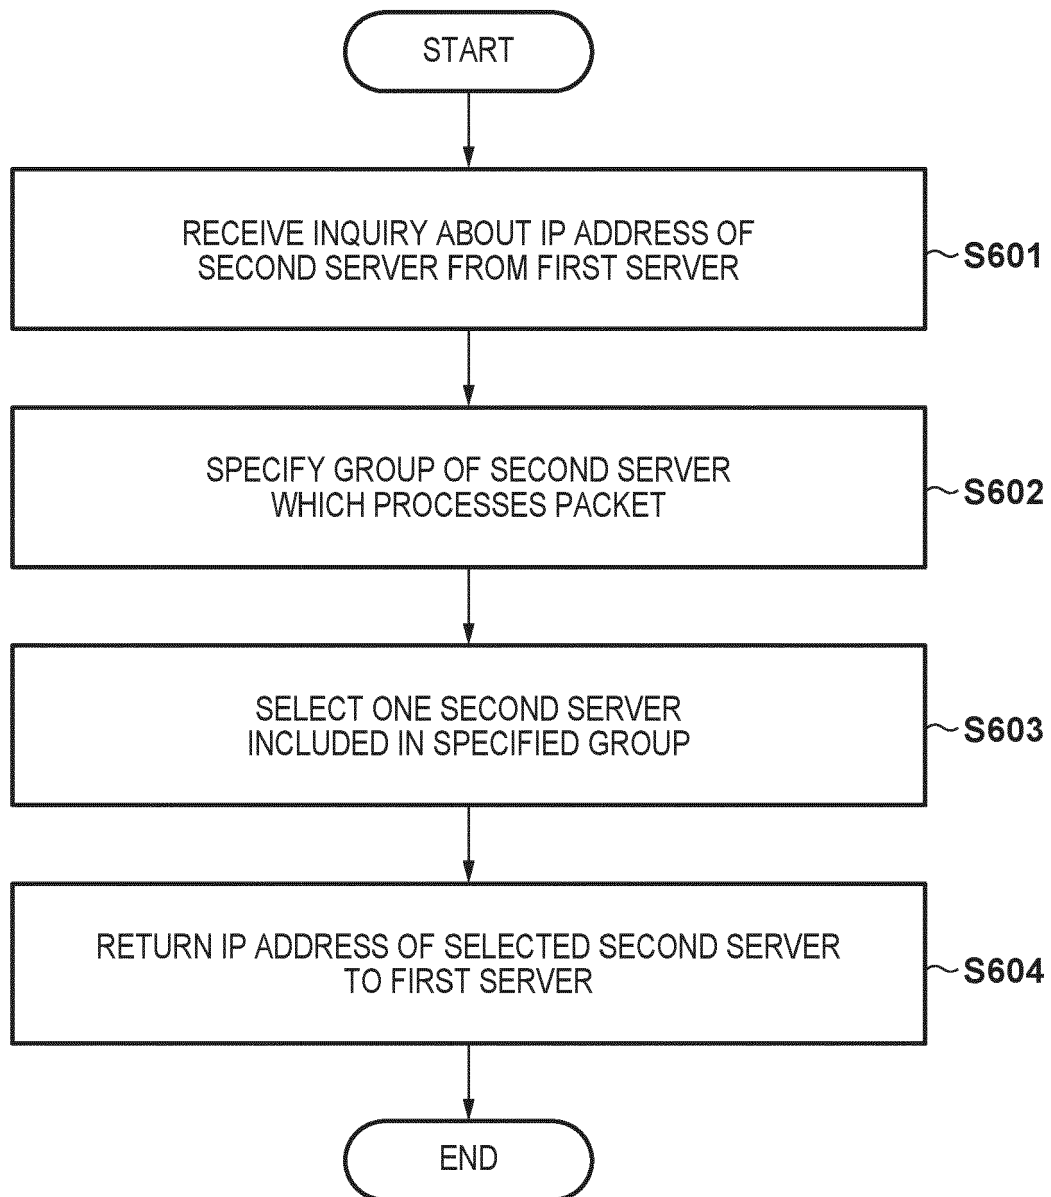 START
RECEIVE INQUIRY ABOUT IP ADDRESS OF
SECOND SERVER FROM FIRST SERVER
S601
SPECIFY GROUP OF SECOND SERVER
WHICH PROCESSES PACKET
S602
SELECT ONE SECOND SERVER
INCLUDED IN SPECIFIED GROUP
S603
RETURN IP ADDRESS OF SELECTED SECOND SERVER
TO FIRST SERVER
S604
END